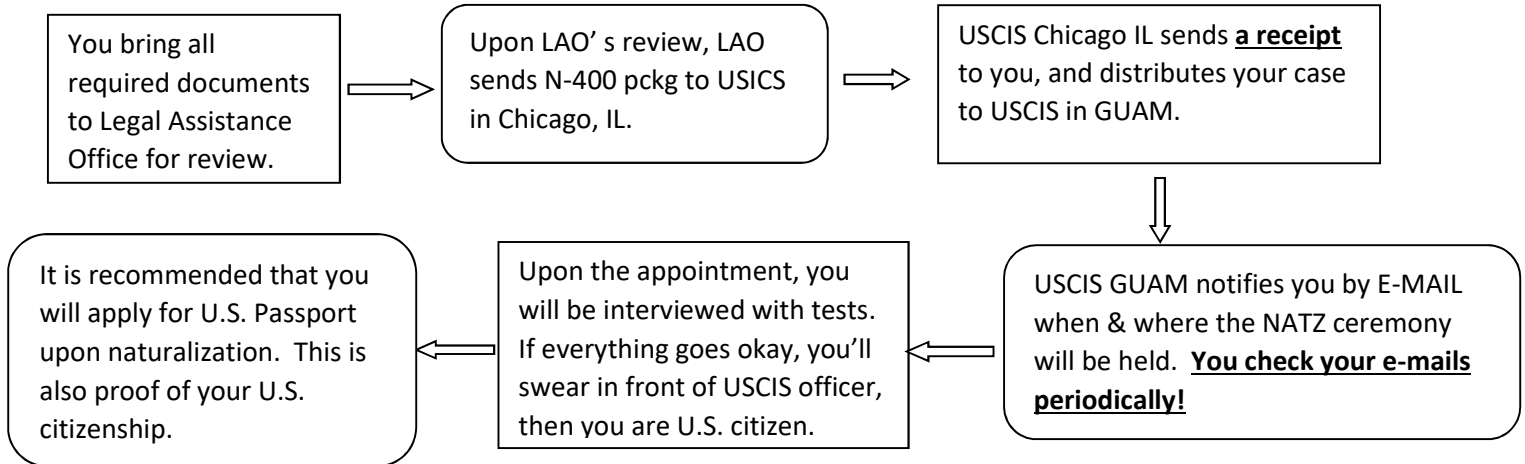 You bring all
required documents
to Legal Assistance
Office for review.
Upon LAO’ s review, LAO
sends N-400 pckg to USICS
in Chicago, IL.
USCIS Chicago IL sends a receipt
to you, and distributes your case
to USCIS in GUAM.
USCIS GUAM notifies you by E-MAIL
when & where the NATZ ceremony
will be held.  You check your e-mails
periodically!
Upon the appointment, you
will be interviewed with tests.
If everything goes okay, you’ll
swear in front of USCIS officer,
then you are U.S. citizen.
It is recommended that you
will apply for U.S. Passport
upon naturalization.  This is
also proof of your U.S.
citizenship.